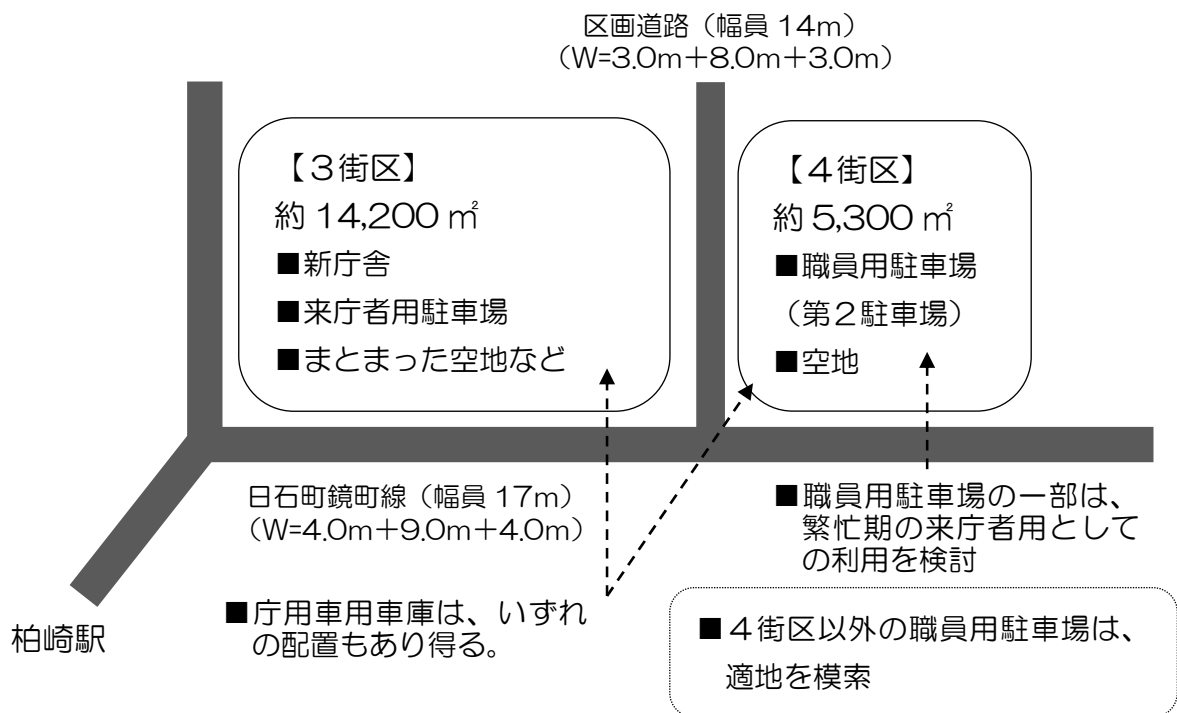 区画道路（幅員 14m）
（W=3.0m＋8.0m＋3.0m）
【３街区】
約 14,200 ㎡
■新庁舎
■来庁者用駐車場
■まとまった空地など
【４街区】
約 5,300 ㎡
■職員用駐車場
（第２駐車場）
■空地
日石町鏡町線（幅員 17m）
（W=4.0m＋9.0m＋4.0m）
■職員用駐車場の一部は、
繁忙期の来庁者用として
の利用を検討
■庁用車用車庫は、いずれ
の配置もあり得る。
柏崎駅
■４街区以外の職員用駐車場は、
適地を模索